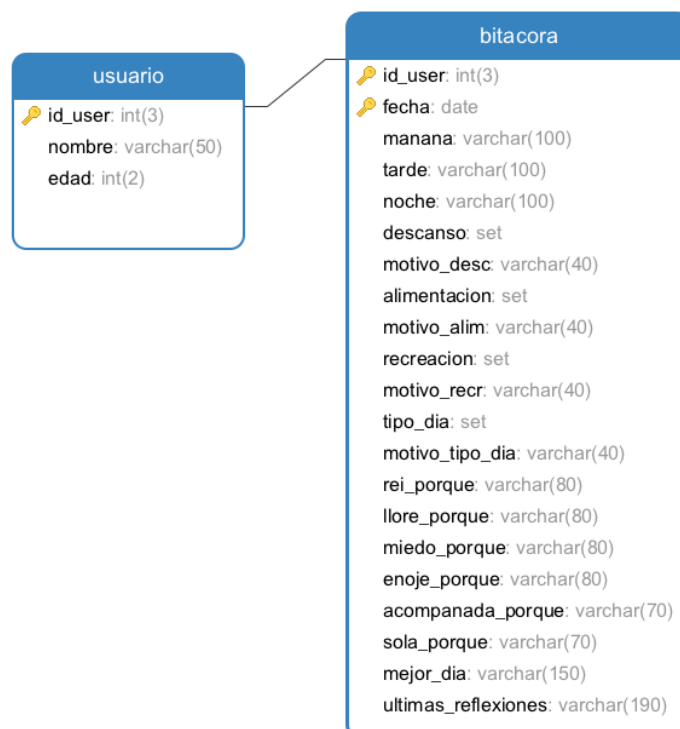 usuario
id_user: int(3)
nombre: varchar(50)
edad: int(2)
bitacora
id_user: int(3)
fecha: date
manana: varchar(100)
tarde: varchar(100)
noche: varchar(100)
descanso: set
motivo_desc: varchar(40)
alimentacion: set
motivo_alim: varchar(40)
recreacion: set
motivo_recr: varchar(40)
tipo_dia: set
motivo_tipo_dia: varchar(40)
rei_porque: varchar(80)
llore_porque: varchar(80)
miedo_porque: varchar(80)
enoje_porque: varchar(80)
acompanada_porque: varchar(70)
sola_porque: varchar(70)
mejor_dia: varchar(150)
ultimas_reflexiones: varchar(190)